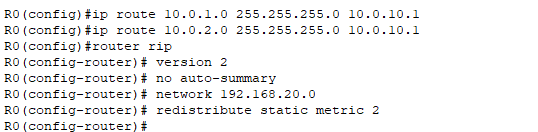 R0(config)#ip route 10.0.1.0 255.255.255.0 10.0.10.1
R0(config)#ip route 10.0.2.0 255.255.255.0 10.0.10.1
R0(config)#router rip
R0(config-router)# version 2
R0(config-router)# no auto-summary
R0(config-router)# network 192.168.20.0
R0(config-router)# redistribute static metric 2
R0(config-router)#